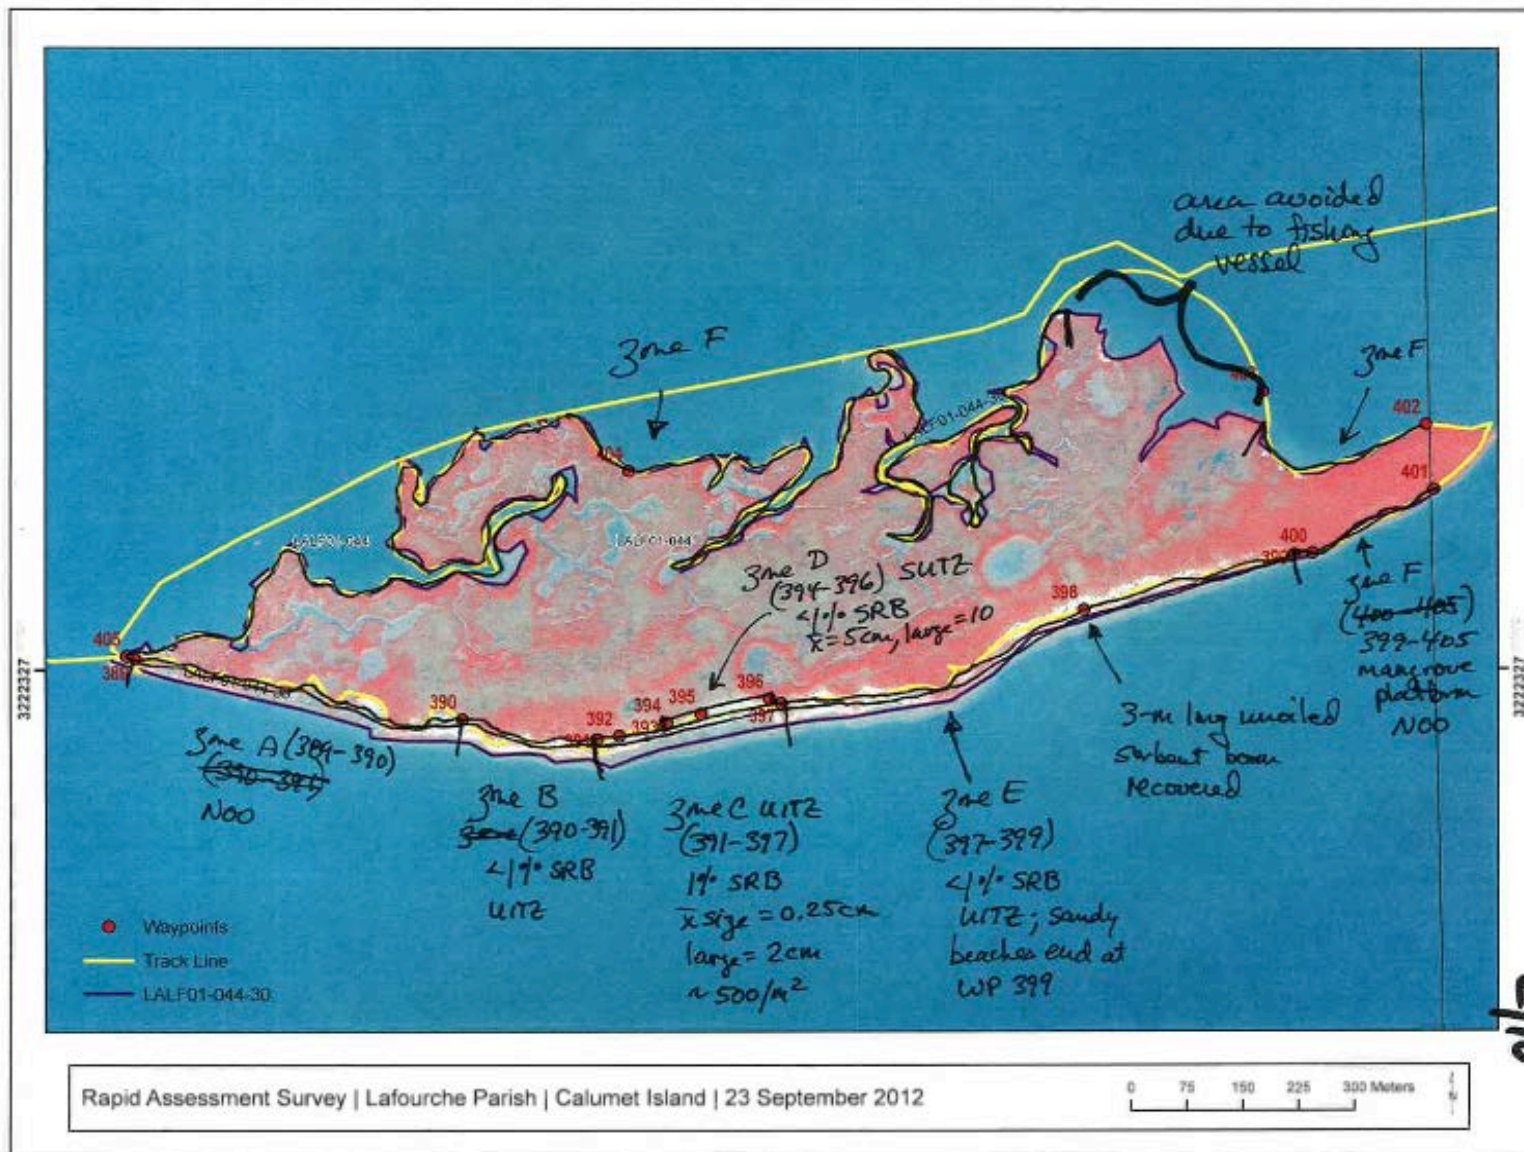 area avoided
due to fishing
vessel
Zone F
Zone F
402
401
400
398
LALF01-044
LALF01-044
Zone D
(394-396) SUTZ
<1% SRB
x̄=5cm, large=10
405
390
392
394
395
396
397
393
Zone F
(400-405)
399-405
mangrove
platform
NOO
3-m long unoiled
sorbent boom
recovered
Zone A (389-390)
(390-391)
NOO
Zone B
Zone (390-391)
<1% SRB
UITZ
Zone C UITZ
(391-397)
1% SRB
x̄ size = 0.25cm
large = 2cm
~ 500/m²
Zone E
(397-399)
<1% SRB
UITZ; sandy
beaches end at
WP 399
3222327
3222327
Waypoints
Track Line
LALF01-044-30
Rapid Assessment Survey | Lafourche Parish | Calumet Island | 23 September 2012
0 75 150 225 300 Meters
N